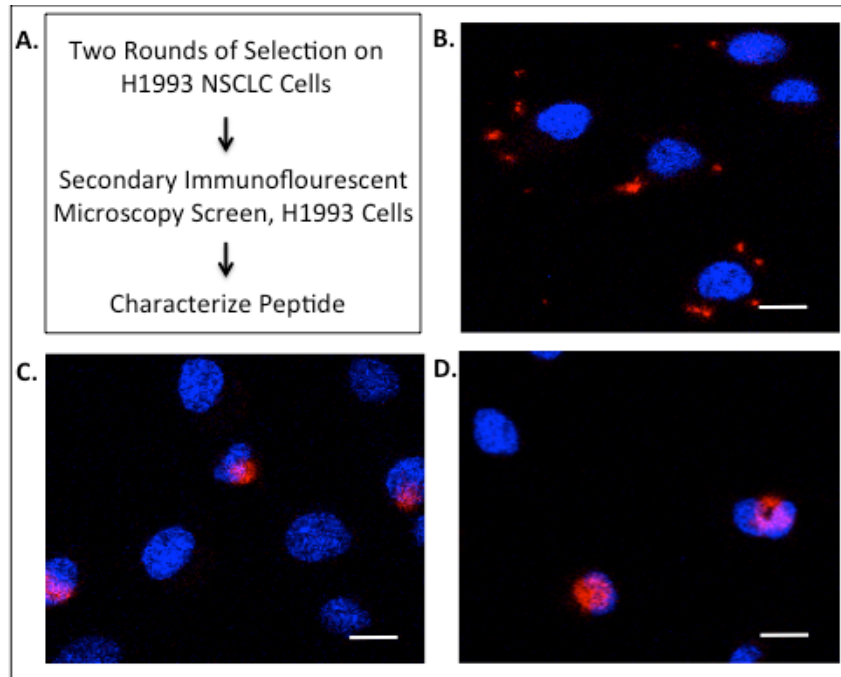 A.
Two Rounds of Selection on
H1993 NSCLC Cells
Secondary Immunoflourescent
Microscopy Screen, H1993 Cells
Characterize Peptide
B.
C.
D.